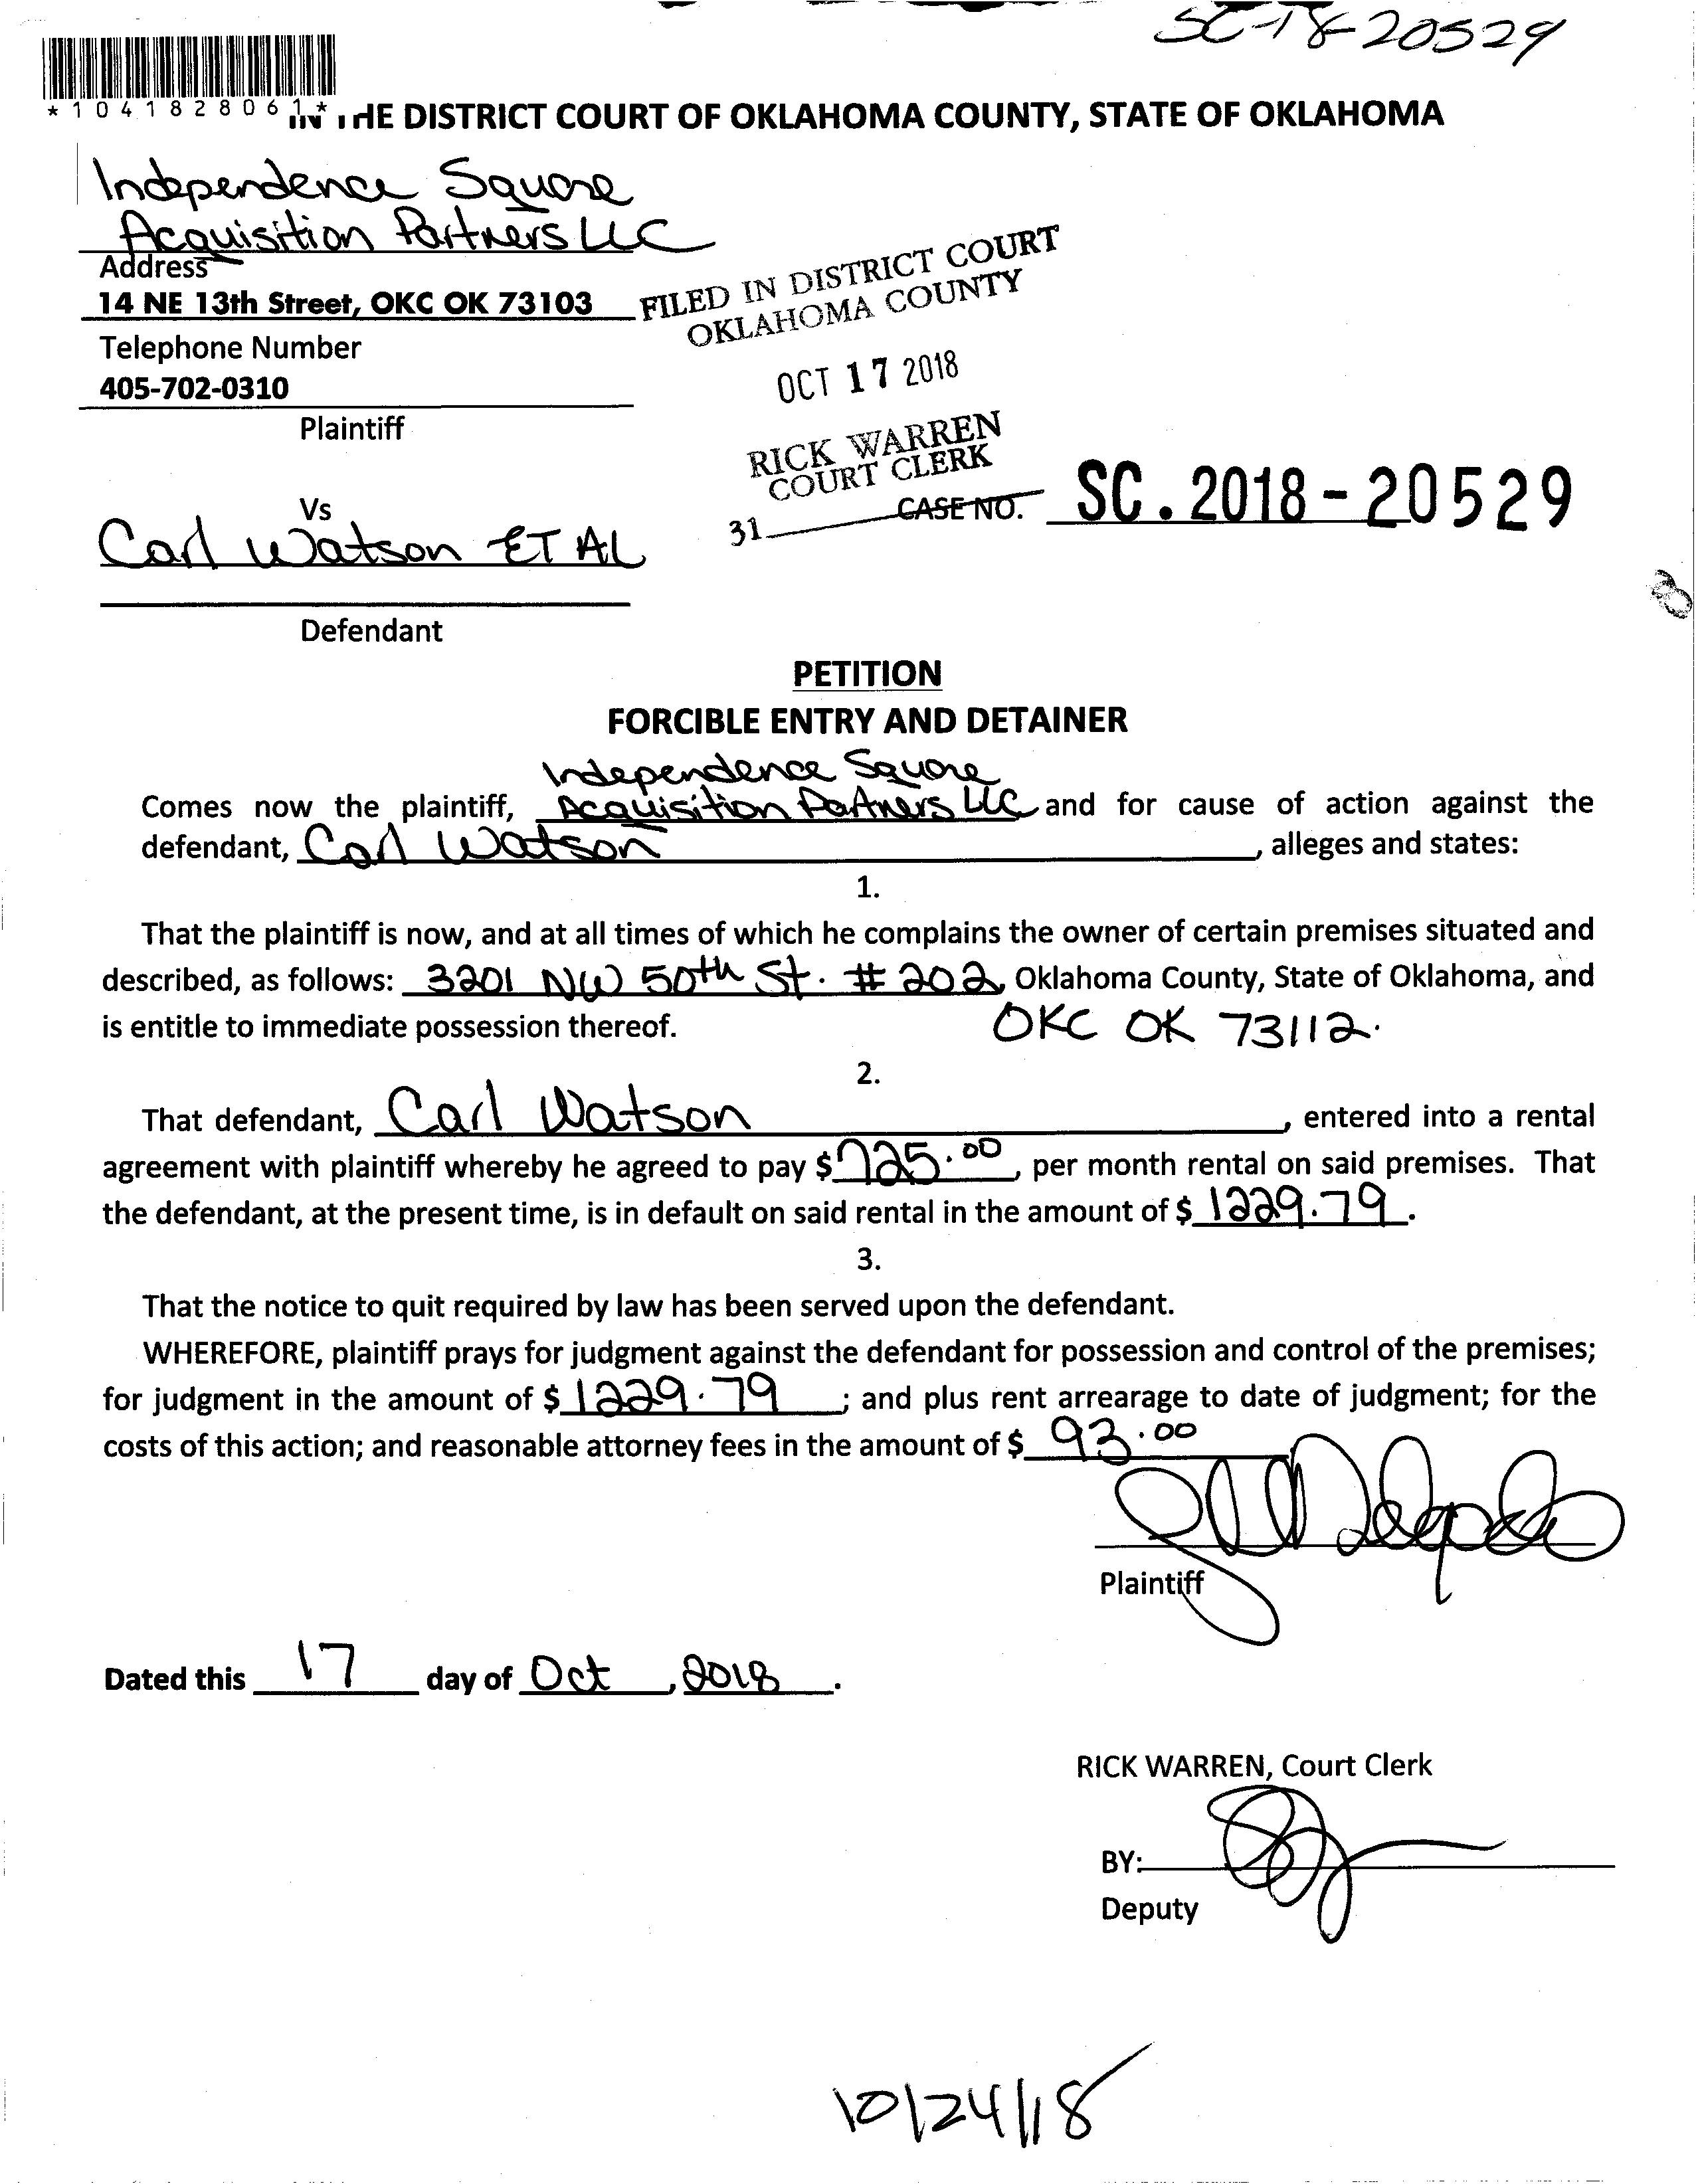 SC-18-20529
*1041828061*
IN THE DISTRICT COURT OF OKLAHOMA COUNTY, STATE OF OKLAHOMA
Independence Square
Acquisition Partners LLC
Address
14 NE 13th Street, OKC OK 73103
Telephone Number
405-702-0310
Plaintiff
FILED IN DISTRICT COURT
OKLAHOMA COUNTY
OCT 17 2018
RICK WARREN
COURT CLERK
31
CASE NO. SC.2018-20529
Vs
Carl Watson ET AL
Defendant
PETITION
FORCIBLE ENTRY AND DETAINER
Independence Square
Comes now the plaintiff, Acquisition Partners LLC and for cause of action against the
defendant, Carl Watson, alleges and states:
1.
That the plaintiff is now, and at all times of which he complains the owner of certain premises situated and
described, as follows: 3201 NW 50th St. # 202, Oklahoma County, State of Oklahoma, and
is entitle to immediate possession thereof. OKC OK 73112.
2.
That defendant, Carl Watson, entered into a rental
agreement with plaintiff whereby he agreed to pay $725.00, per month rental on said premises. That
the defendant, at the present time, is in default on said rental in the amount of $1229.79.
3.
That the notice to quit required by law has been served upon the defendant.
WHEREFORE, plaintiff prays for judgment against the defendant for possession and control of the premises;
for judgment in the amount of $1229.79; and plus rent arrearage to date of judgment; for the
costs of this action; and reasonable attorney fees in the amount of $93.00
Plaintiff
Dated this 17 day of Oct, 2018.
RICK WARREN, Court Clerk
BY:
Deputy
10/24/18